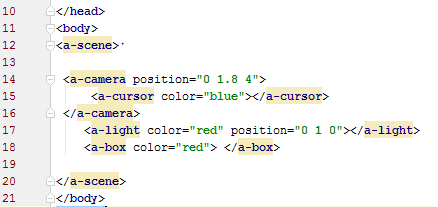 10 </head>
11 <body>
12 <a-scene>
13
14 <a-camera position="0 1.8 4">
15 <a-cursor color="blue"></a-cursor>
16 </a-camera>
17 <a-light color="red" position="0 1 0"></a-light>
18 <a-box color="red"> </a-box>
19
20 </a-scene>
21 </body>